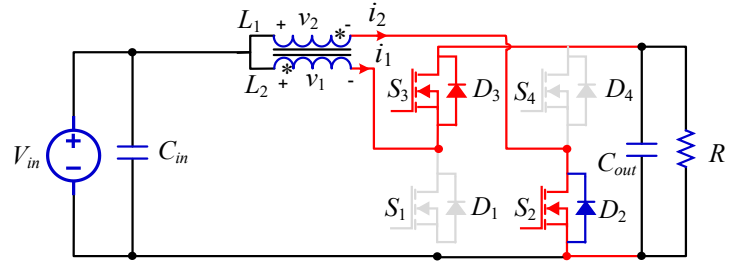 L1 + v2 - * i2
i1
L2 * + v1 -
S3 D3 S4 D4
Vin + - Cin Cout R
S1 D1 S2 D2